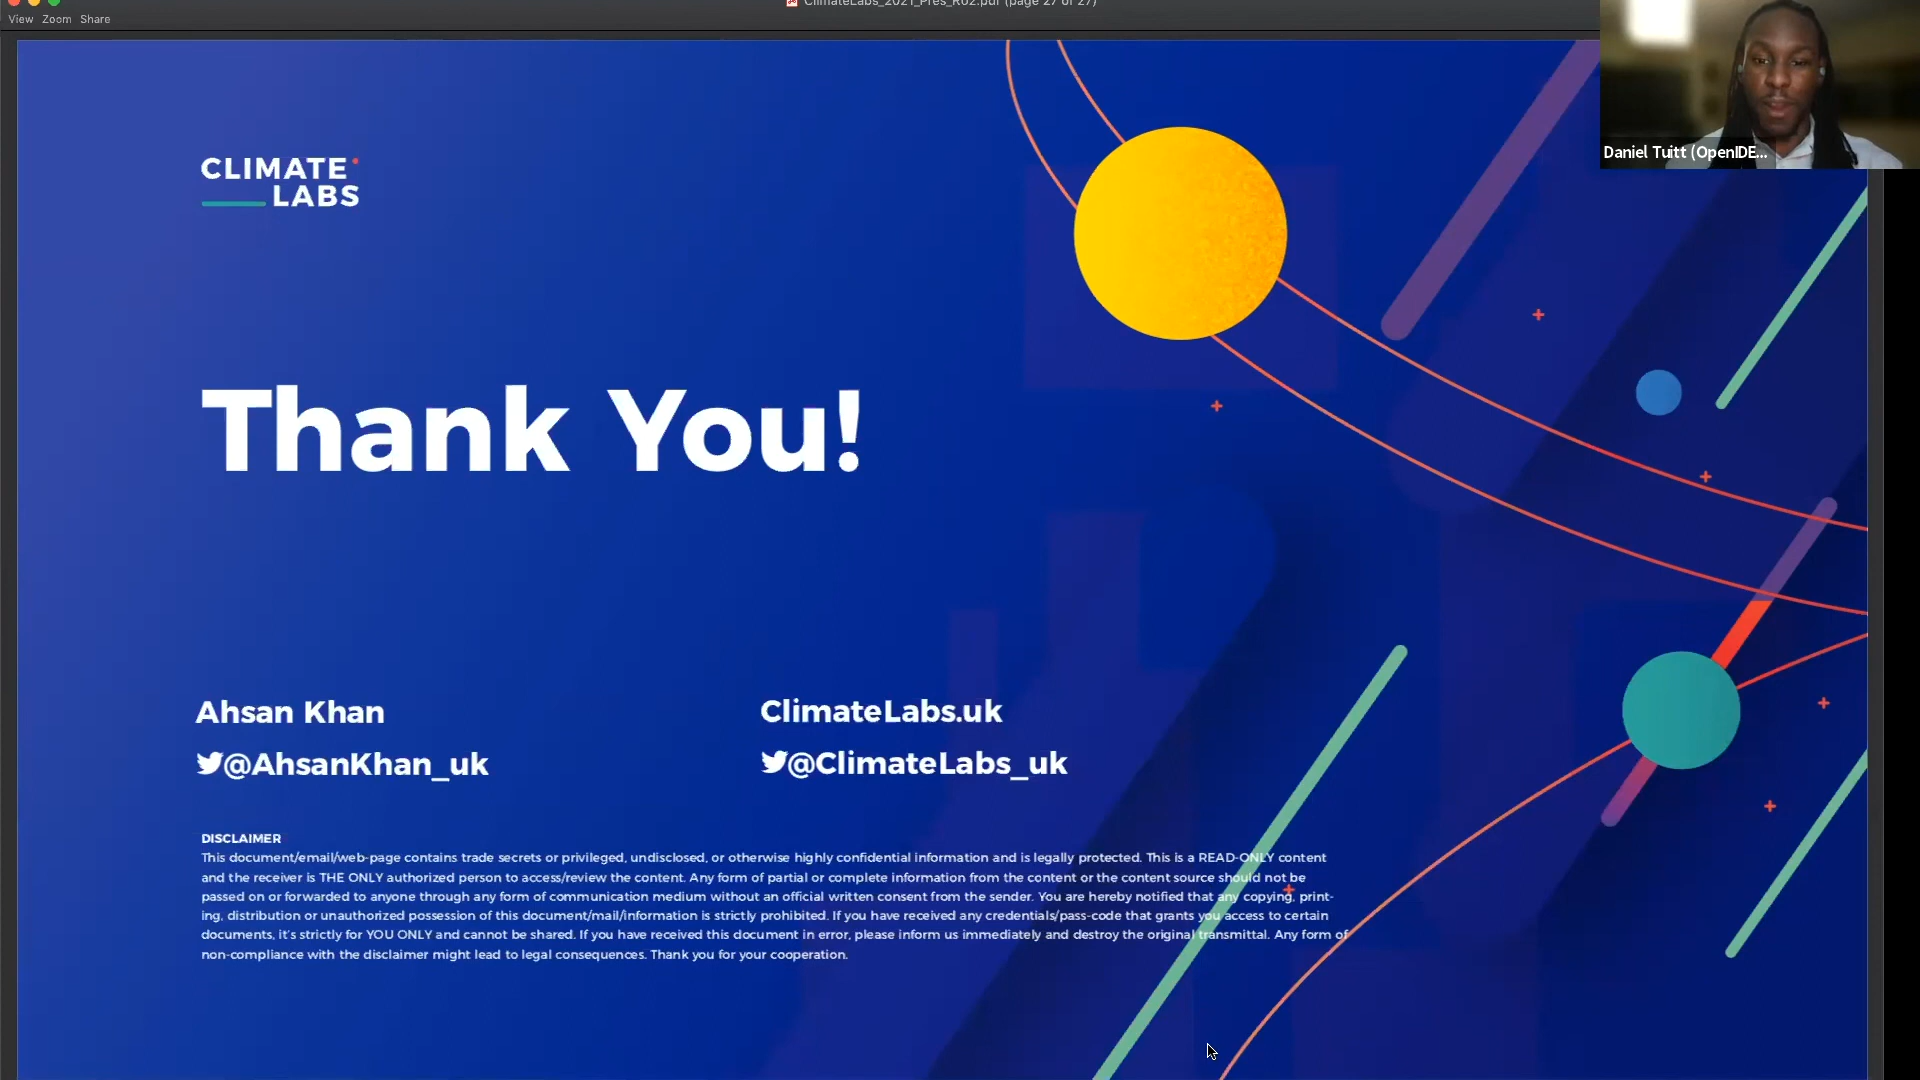 ClimateLabs_2021_Pres_R02.pdf (page 27 of 27)
View Zoom Share
Daniel Tuitt (OpenIDE...
CLIMATE
LABS
Thank You!
Ahsan Khan
@AhsanKhan_uk
ClimateLabs.uk
@ClimateLabs_uk
DISCLAIMER
This document/email/web-page contains trade secrets or privileged, undisclosed, or otherwise highly confidential information and is legally protected. This is a READ-ONLY content
and the receiver is THE ONLY authorized person to access/review the content. Any form of partial or complete information from the content or the content source should not be
passed on or forwarded to anyone through any form of communication medium without an official written consent from the sender. You are hereby notified that any copying, print-
ing, distribution or unauthorized possession of this document/mail/information is strictly prohibited. If you have received any credentials/pass-code that grants you access to certain
documents, it's strictly for YOU ONLY and cannot be shared. If you have received this document in error, please inform us immediately and destroy the original transmittal. Any form of
non-compliance with the disclaimer might lead to legal consequences. Thank you for your cooperation.